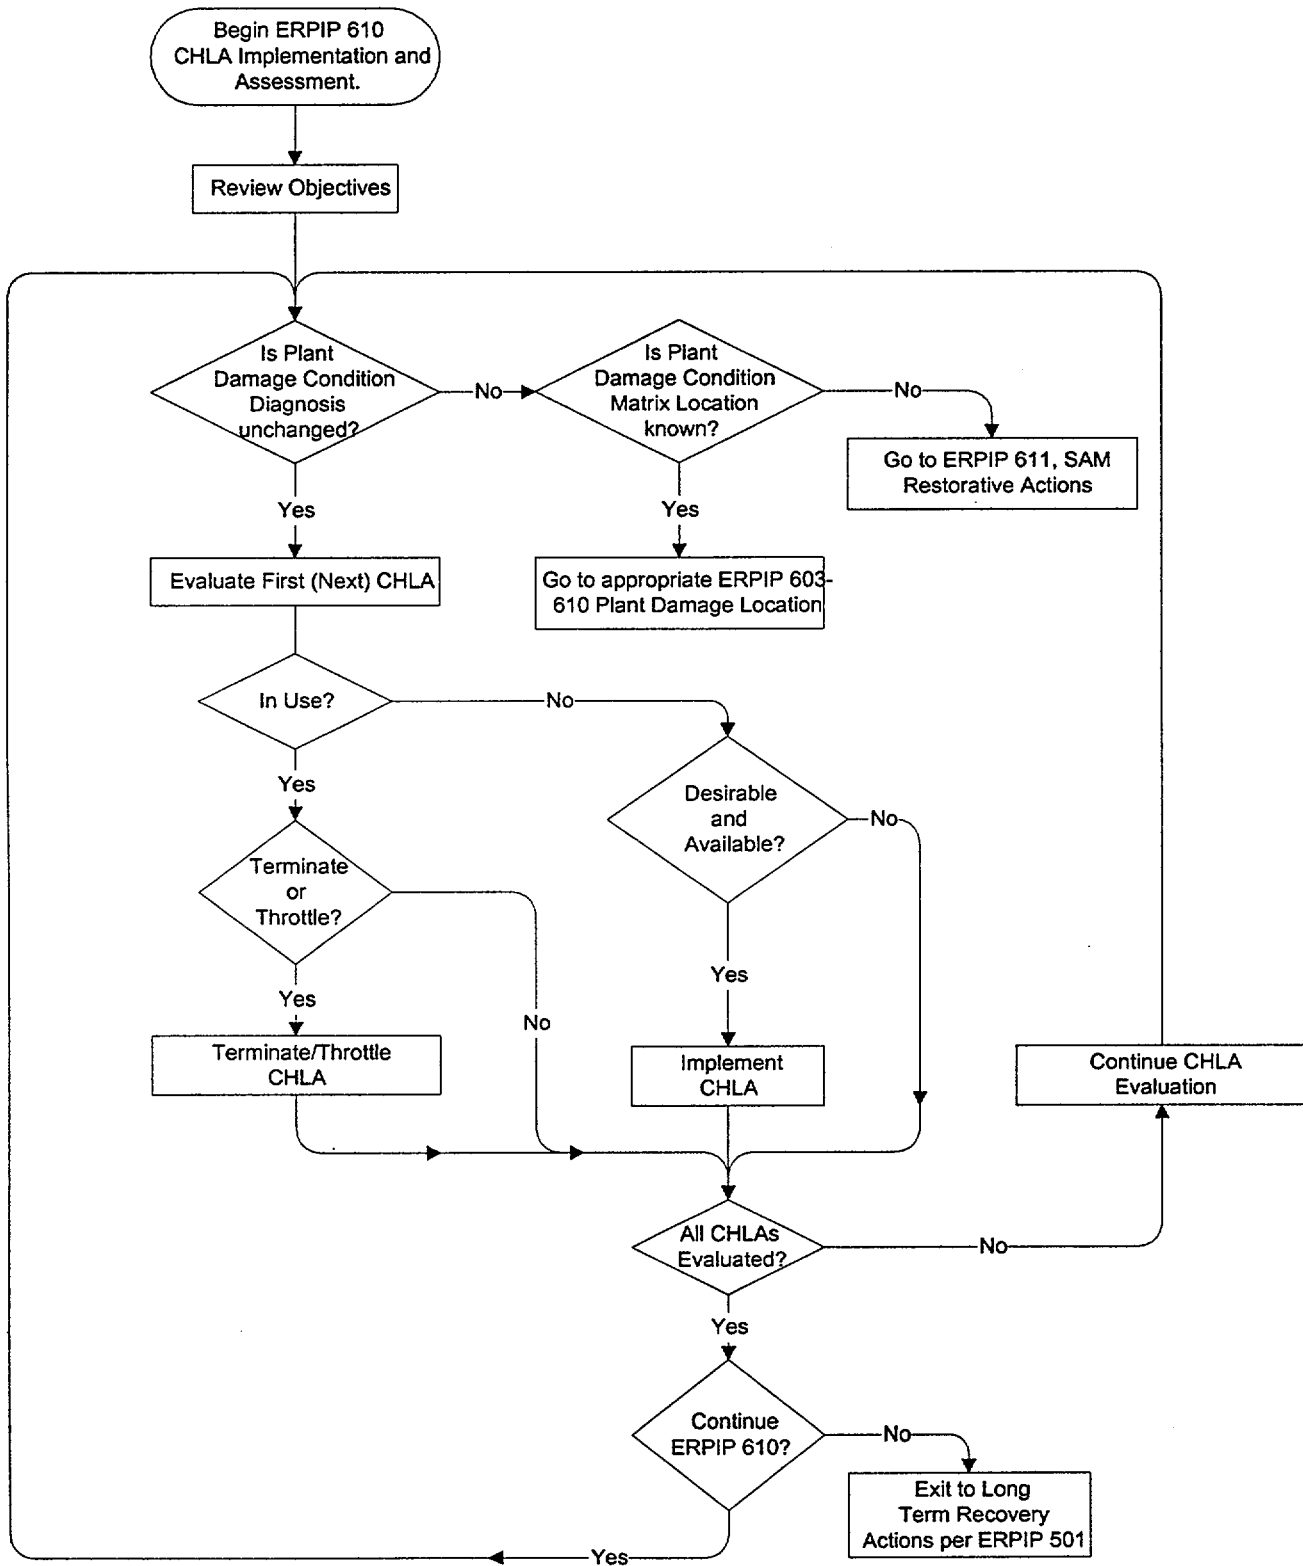 Begin ERPIP 610
CHLA Implementation and
Assessment.
Review Objectives
Is Plant
Damage Condition
Diagnosis
unchanged?
No
Is Plant
Damage Condition
Matrix Location
known?
No
Go to ERPIP 611, SAM
Restorative Actions
Yes
Yes
Evaluate First (Next) CHLA
Go to appropriate ERPIP 603-
610 Plant Damage Location
In Use?
No
Yes
Desirable
and
Available?
No
Terminate
or
Throttle?
Yes
Yes
No
Terminate/Throttle
CHLA
Implement
CHLA
Continue CHLA
Evaluation
All CHLAs
Evaluated?
No
Yes
Continue
ERPIP 610?
No
Exit to Long
Term Recovery
Actions per ERPIP 501
Yes